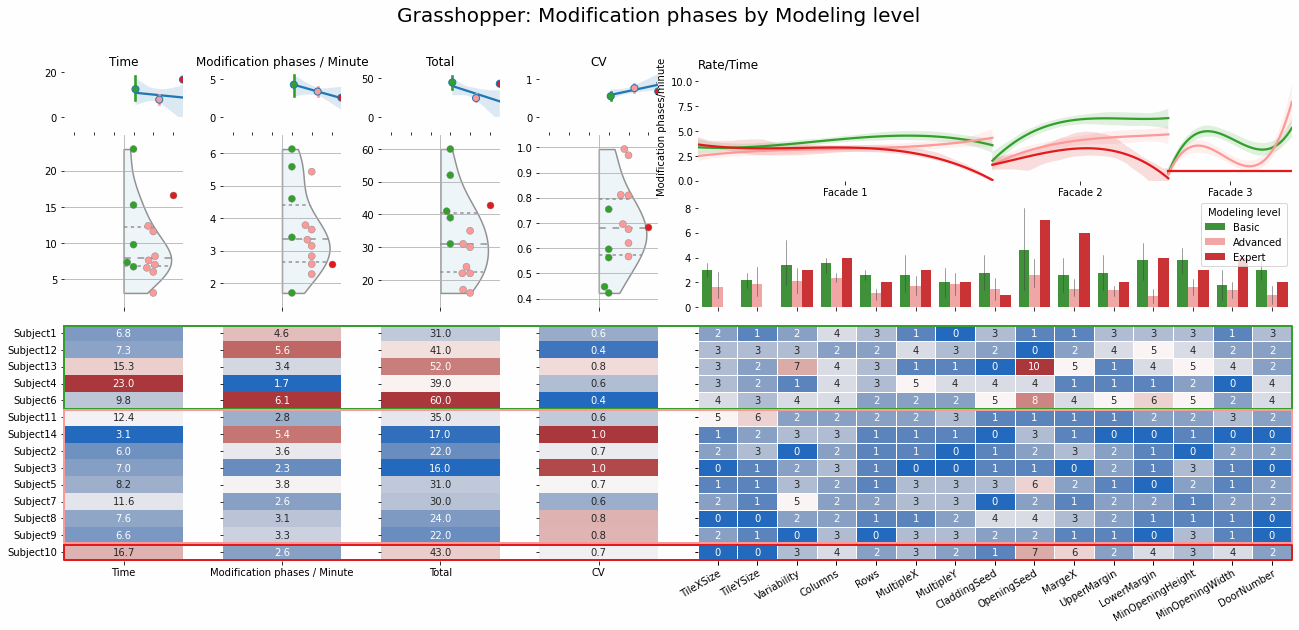 Grasshopper: Modification phases by Modeling level
Time
Modification phases / Minute
Total
CV
Rate/Time
20
0
5
0
50
0
1
0
Modification phases/minute
10.0
7.5
5.0
2.5
0.0
Facade 1
Facade 2
Facade 3
20
15
10
5
6
5
4
3
2
60
50
40
30
20
1.0
0.9
0.8
0.7
0.6
0.5
0.4
8
6
4
2
0
Modeling level
Basic
Advanced
Expert
Subject1 6.8 4.6 31.0 0.6 2 1 2 4 3 1 0 3 1 1 3 3 3 1 3
Subject12 7.3 5.6 41.0 0.4 3 3 3 2 2 4 3 2 0 2 4 5 4 2 2
Subject13 15.3 3.4 52.0 0.8 3 2 7 4 3 1 1 0 10 5 1 4 5 4 2
Subject4 23.0 1.7 39.0 0.6 3 2 1 4 3 5 4 4 4 1 1 1 2 0 4
Subject6 9.8 6.1 60.0 0.4 4 3 4 4 2 2 2 5 8 4 5 6 5 2 4
Subject11 12.4 2.8 35.0 0.6 5 6 2 2 2 2 3 1 1 1 1 2 2 3 2
Subject14 3.1 5.4 17.0 1.0 1 2 3 3 1 1 1 0 3 1 0 0 1 1 0
Subject2 6.0 3.6 22.0 0.7 2 3 0 2 1 1 0 1 2 3 2 1 0 2 2
Subject3 7.0 2.3 16.0 1.0 0 1 2 3 1 0 0 1 1 0 2 1 3 1 0
Subject5 8.2 3.8 31.0 0.7 1 1 3 2 1 3 3 3 6 2 1 0 2 1 2
Subject7 11.6 2.6 30.0 0.6 2 1 5 2 2 3 3 0 2 1 2 2 2 1 2
Subject8 7.6 3.1 24.0 0.8 0 0 2 2 1 1 2 4 4 3 2 1 1 1 0
Subject9 6.6 3.3 22.0 0.8 2 1 0 3 0 3 3 2 2 2 1 0 3 1 0
Subject10 16.7 2.6 43.0 0.7 0 0 3 4 2 3 2 1 7 6 2 4 3 4 2
Time
Modification phases / Minute
Total
CV
TileXSize
TileYSize
Variability
Columns
Rows
MultipleX
MultipleY
CladdingSeed
OpeningSeed
MargeX
UpperMargin
LowerMargin
MinOpeningHeight
MinOpeningWidth
DoorNumber